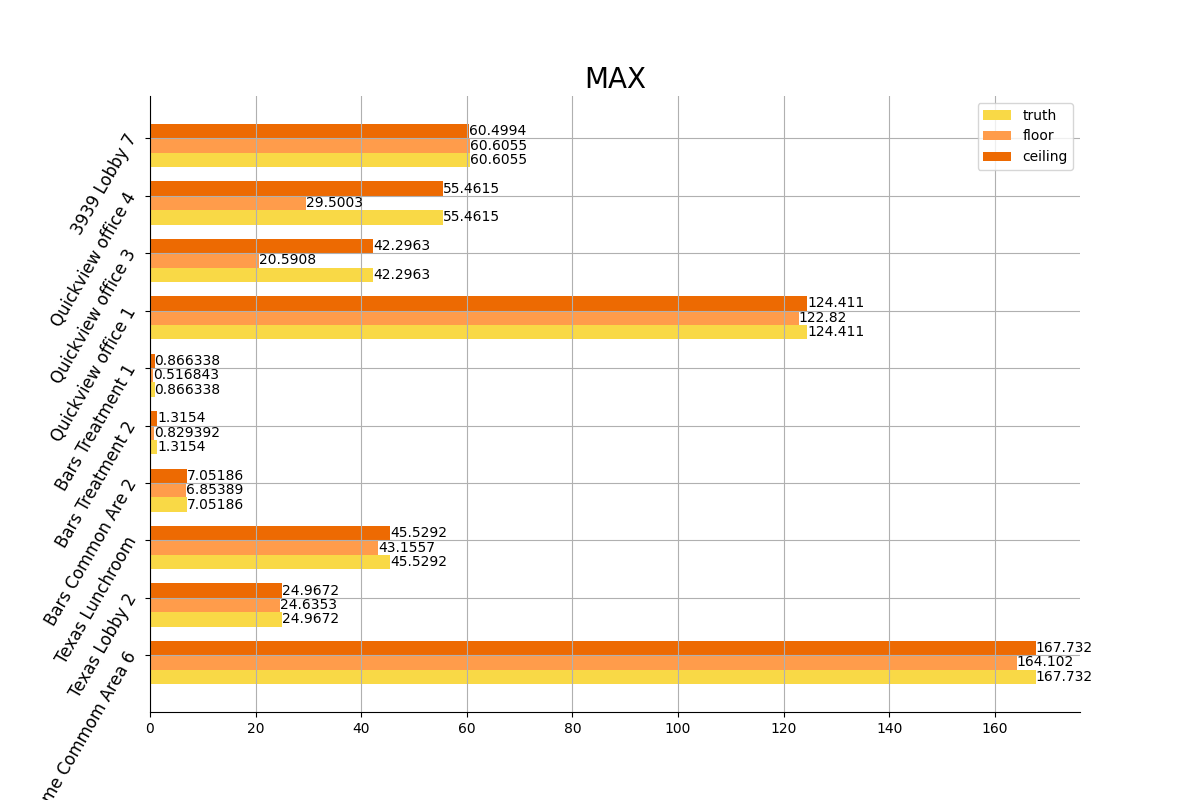 MAX
truth
floor
ceiling
3939 Lobby 7
60.4994
60.6055
60.6055
Quickview office 4
55.4615
29.5003
55.4615
Quickview office 3
42.2963
20.5908
42.2963
Quickview office 1
124.411
122.82
124.411
Bars Treatment 1
0.866338
0.516843
0.866338
Bars Treatment 2
1.3154
0.829392
1.3154
Bars Common Are 2
7.05186
6.85389
7.05186
Texas Lunchroom
45.5292
43.1557
45.5292
Texas Lobby 2
24.9672
24.6353
24.9672
Commom Area 6
167.732
164.102
167.732
0 20 40 60 80 100 120 140 160